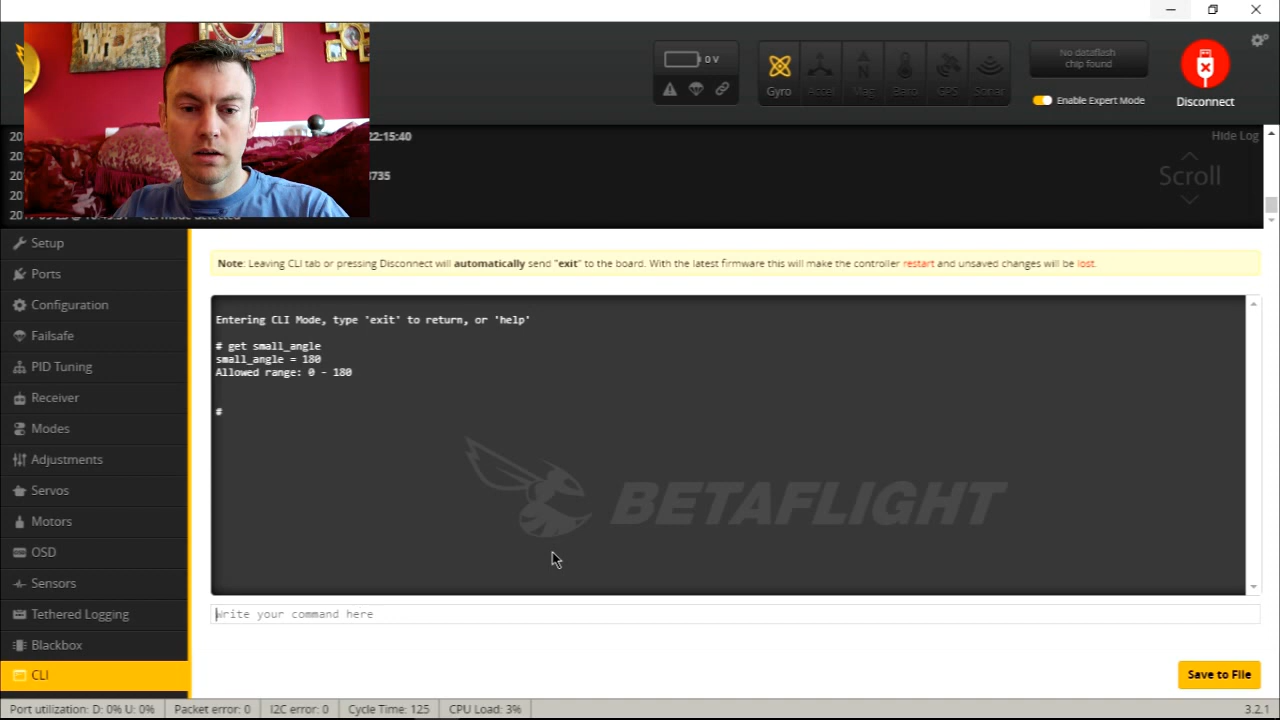 0 V
Gyro
Accel
Mag
Baro
GPS
Sonar
No dataflash
chip found
Enable Expert Mode
Disconnect
22:15:40
Hide Log
Scroll
Setup
Ports
Configuration
Failsafe
PID Tuning
Receiver
Modes
Adjustments
Servos
Motors
OSD
Sensors
Tethered Logging
Blackbox
CLI
Note: Leaving CLI tab or pressing Disconnect will automatically send "exit" to the board. With the latest firmware this will make the controller restart and unsaved changes will be lost.
Entering CLI Mode, type 'exit' to return, or 'help'
# get small_angle
small_angle = 180
Allowed range: 0 - 180
#
BETAFLIGHT
Write your command here
Save to File
Port utilization: D: 0% U: 0%
Packet error: 0
I2C error: 0
Cycle Time: 125
CPU Load: 3%
3.2.1